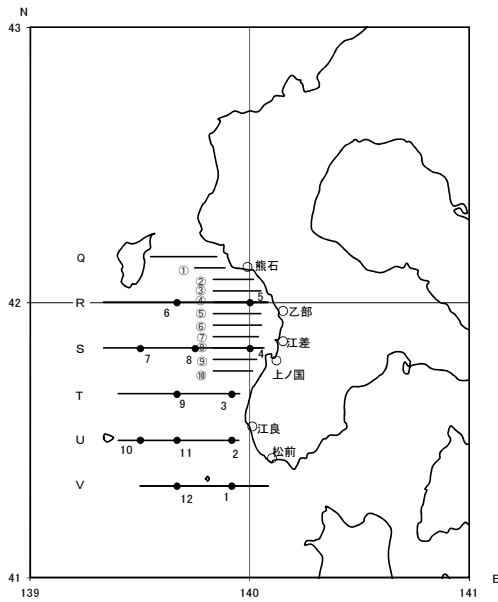 N
43
Q
① 熊石
②
③
R ④ 5
42
6 ⑤ 乙部
⑥
⑦ 江差
S ⑧ 4
7 8 ⑨
⑩ 上ノ国
T
9 3
江良
U
10 11 2 松前
V
12 1
41
139 140 141
E